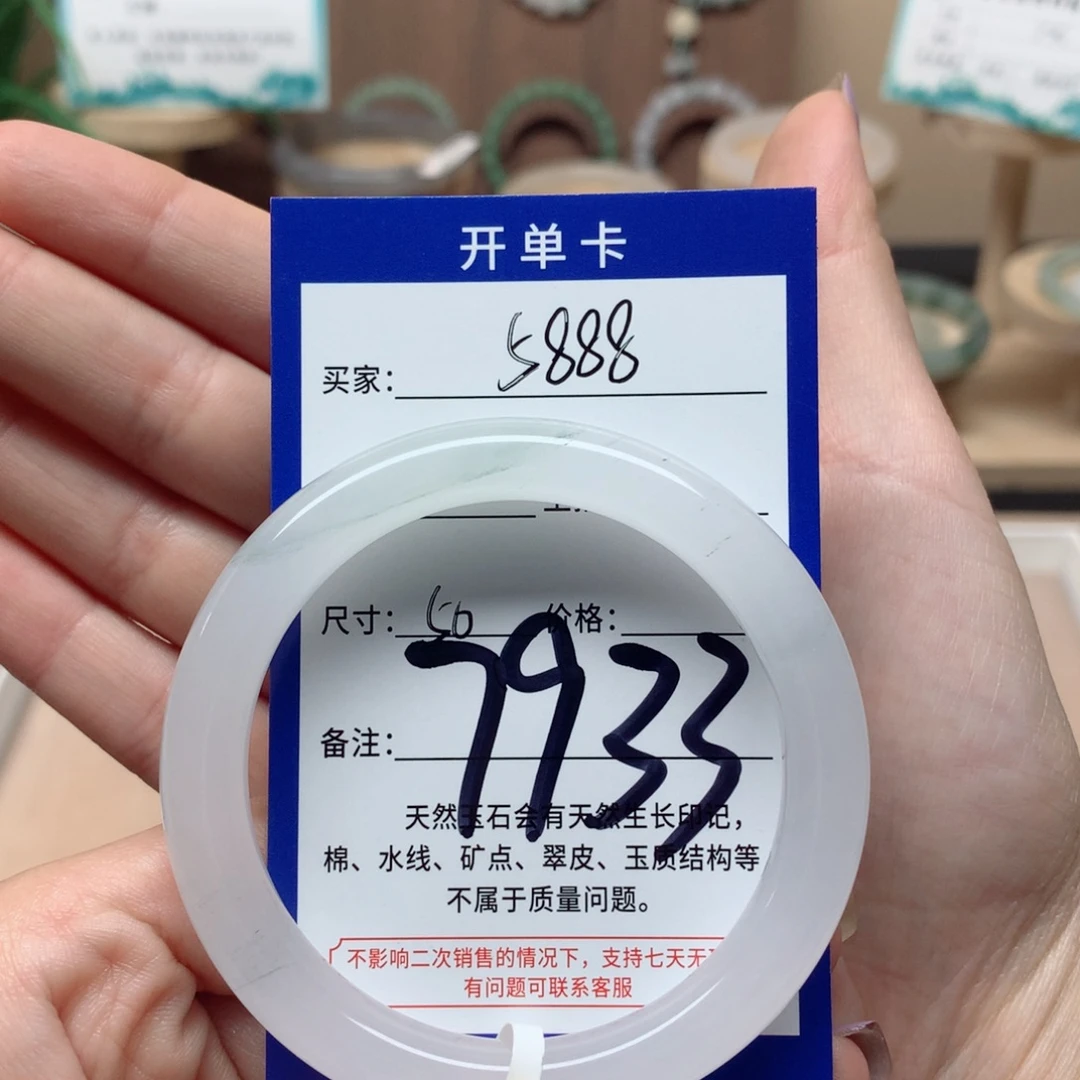 开单卡
买家： 5888
尺寸： 56 价格：
7933
备注：
天然玉石会有天然生长印记，
棉、水线、矿点、翠皮、玉质结构等
不属于质量问题。
不影响二次销售的情况下，支持七天无
有问题可联系客服